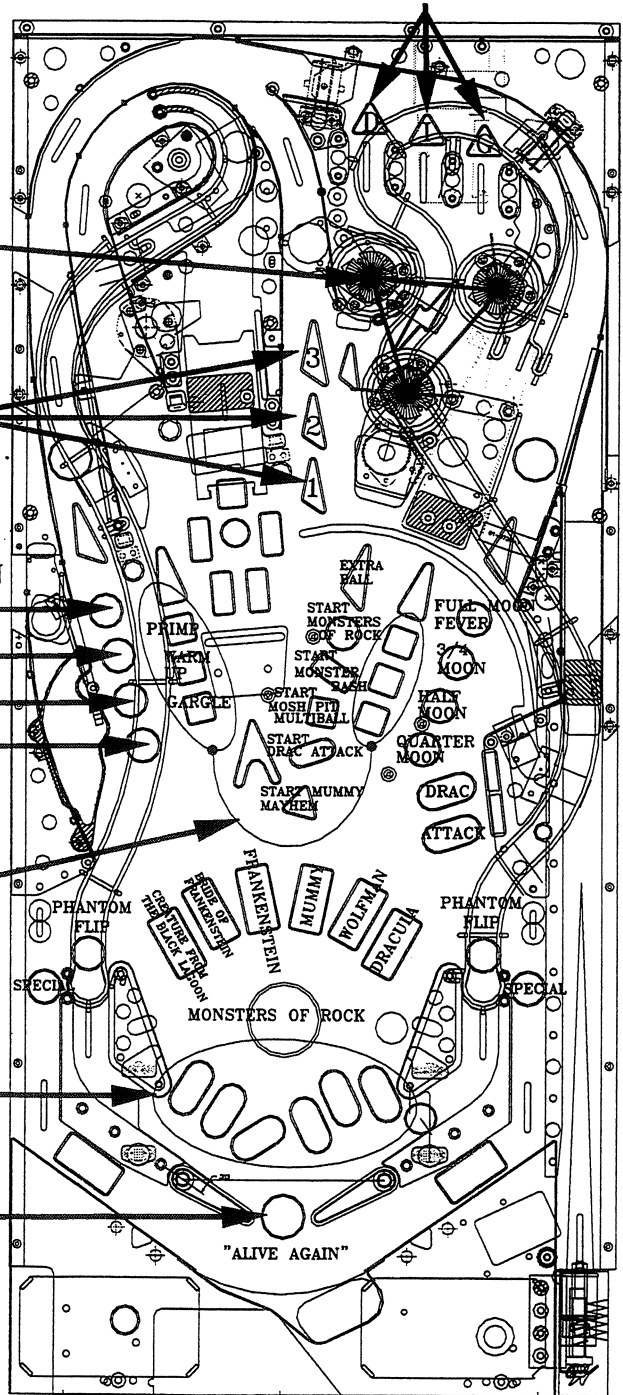 D I G
3
2
1
EXTRA
BALL
START
MONSTERS
OF ROCK
START
MONSTER
BASH
START
MOSH PIT
MULTIBALL
START
DRAC ATTACK
START MUMMY
MAYHEM
PRIMP
WARM
UP
GARGLE
FULL MOON
FEVER
3/4
MOON
HALF
MOON
QUARTER
MOON
DRAC
ATTACK
PHANTOM
FLIP
SPECIAL
CREATURE FROM
THE BLACK LAGOON
BRIDE OF
FRANKENSTEIN
FRANKENSTEIN
MUMMY
WOLFMAN
DRACULA
PHANTOM
FLIP
SPECIAL
MONSTERS OF ROCK
"ALIVE AGAIN"